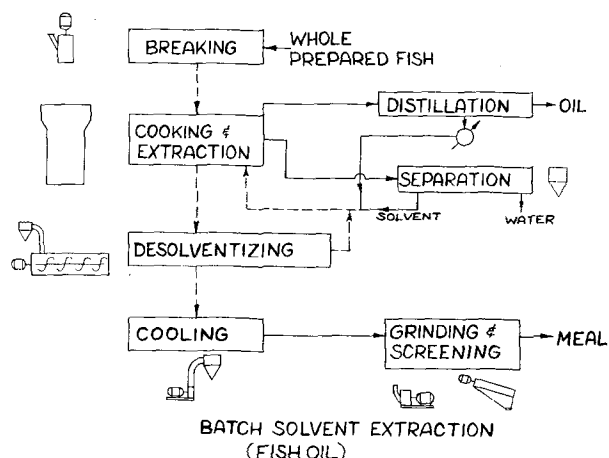 BREAKING
WHOLE
PREPARED FISH
COOKING &
EXTRACTION
DISTILLATION
OIL
SEPARATION
SOLVENT
WATER
DESOLVENTIZING
COOLING
GRINDING &
SCREENING
MEAL
BATCH SOLVENT EXTRACTION
(FISH OIL)